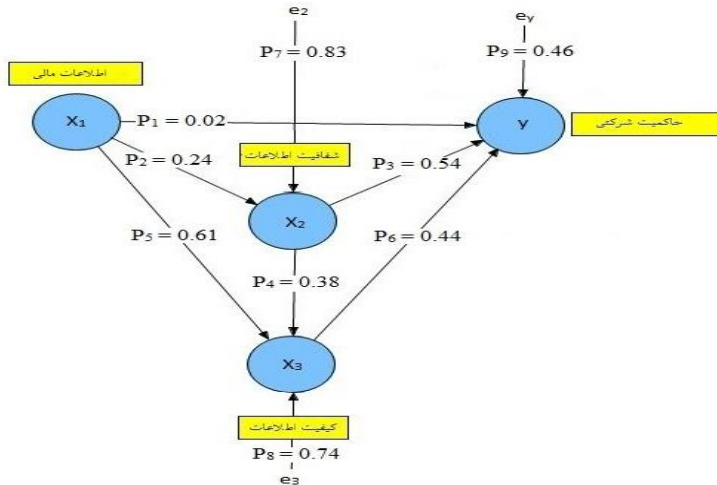 e₂
eᵧ
P₇ = 0.83
P₉ = 0.46
اطلاعات مالی
X₁
P₁ = 0.02
y
حاکمیت شرکتی
P₂ = 0.24
شفافیت اطلاعات
P₃ = 0.54
X₂
P₅ = 0.61
P₆ = 0.44
P₄ = 0.38
X₃
کیفیت اطلاعات
P₈ = 0.74
e₃